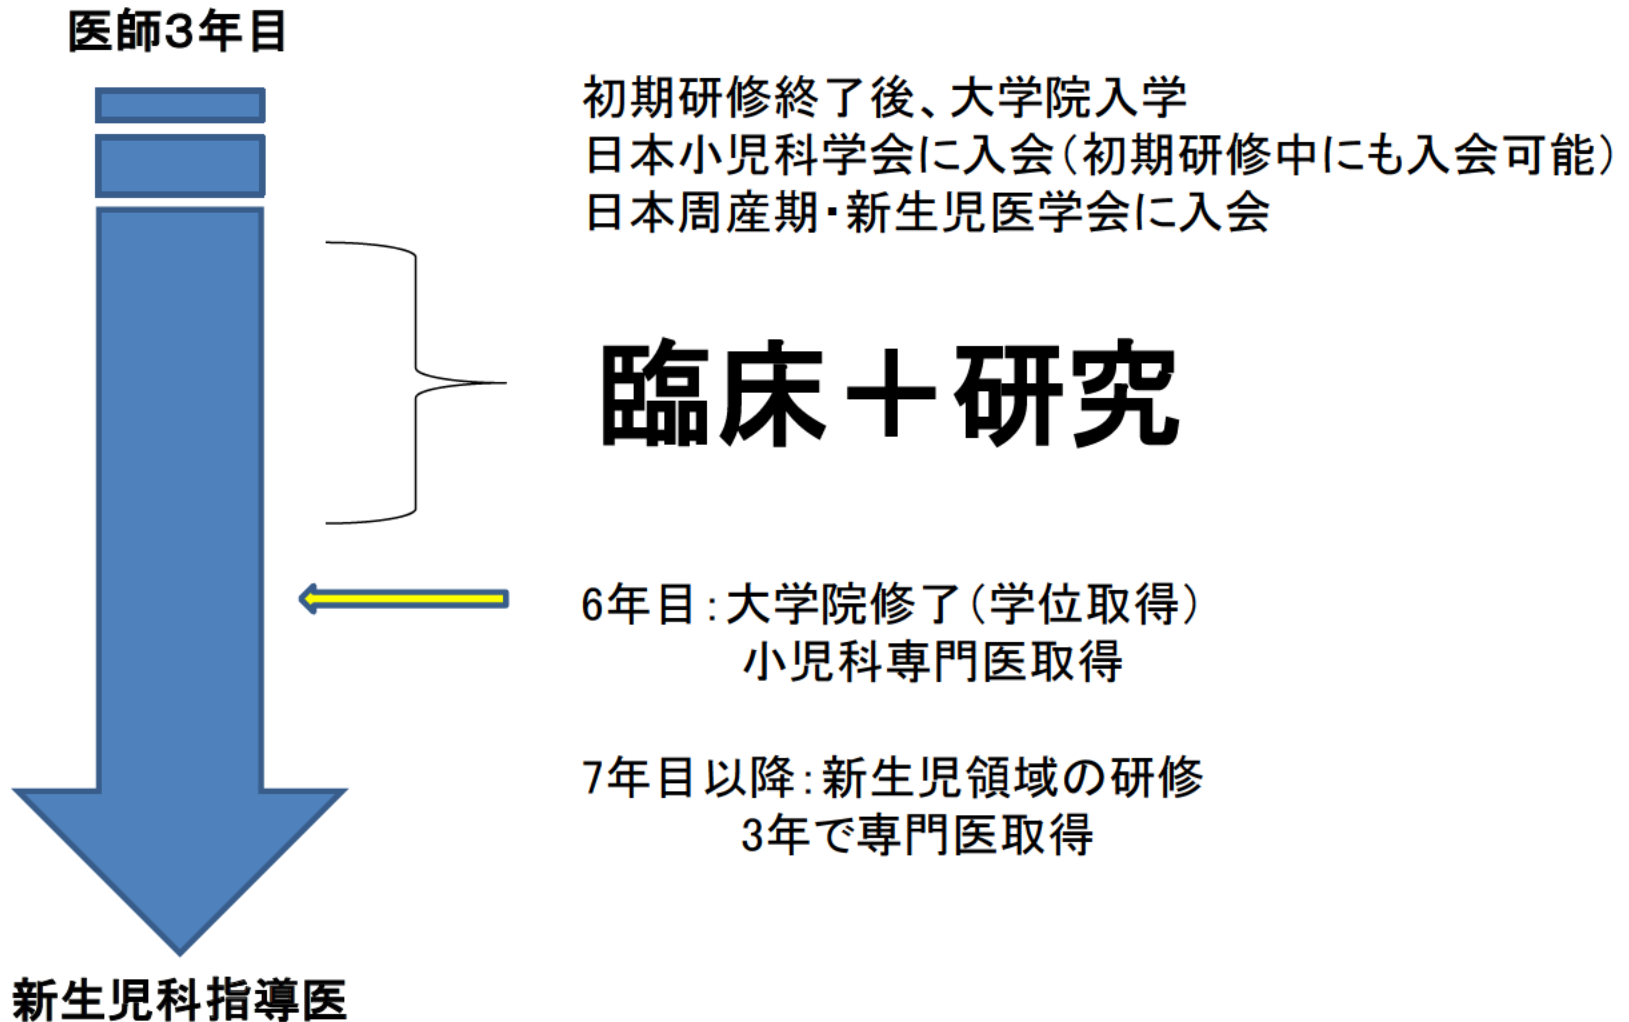 医師３年目
初期研修終了後、大学院入学
日本小児科学会に入会（初期研修中にも入会可能）
日本周産期・新生児医学会に入会
臨床＋研究
6年目：大学院修了（学位取得）
小児科専門医取得
7年目以降：新生児領域の研修
3年で専門医取得
新生児科指導医